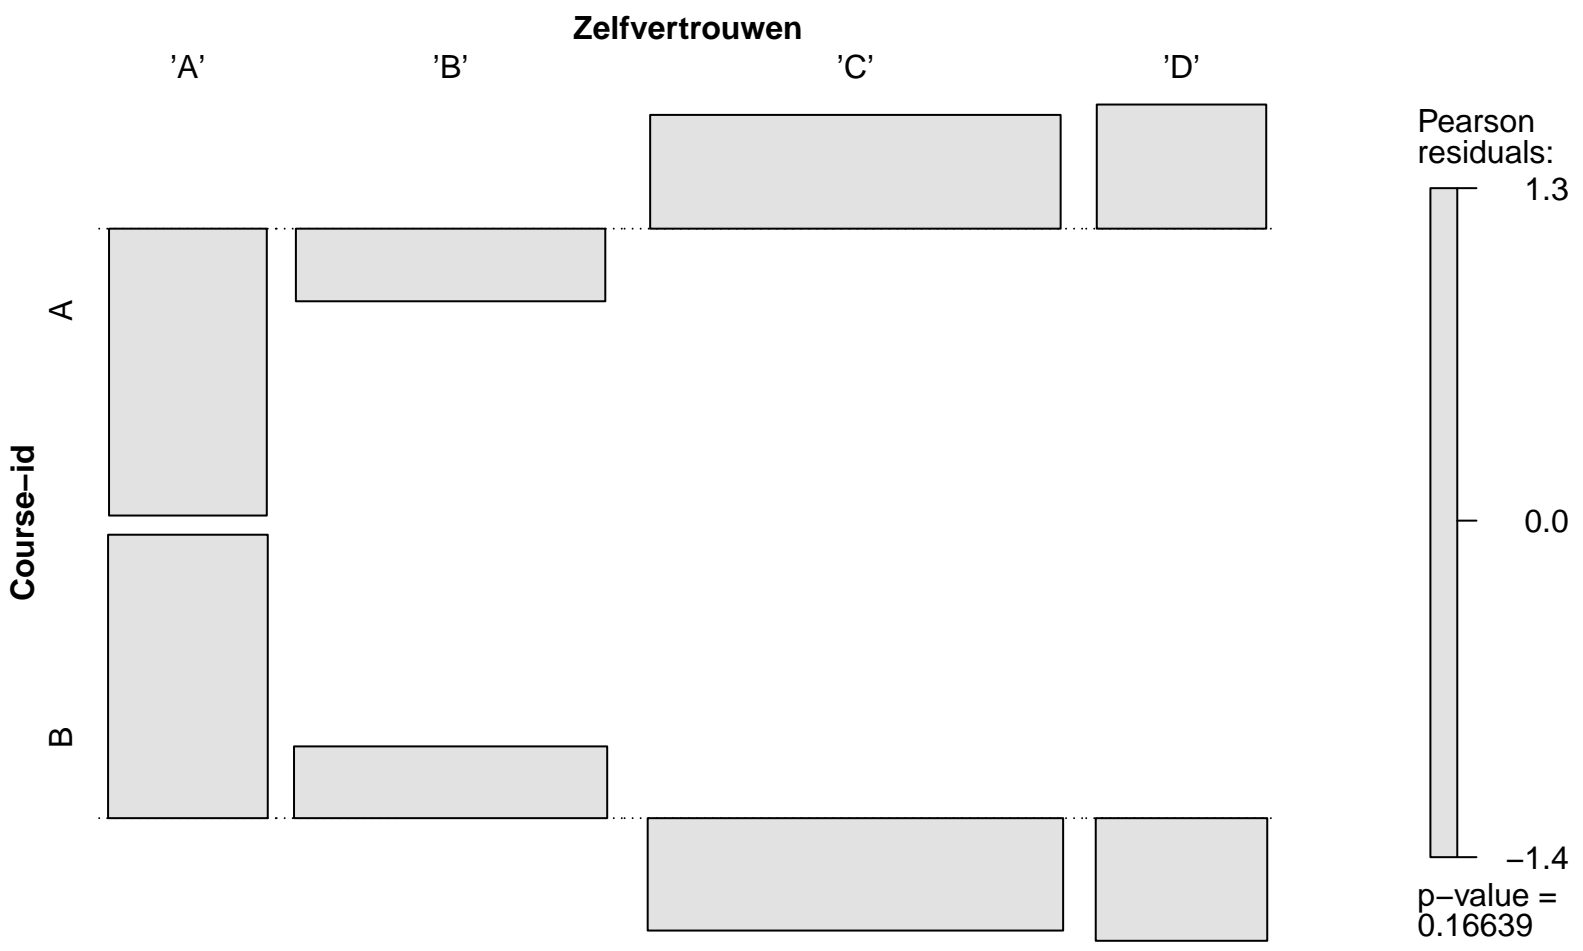 Zelfvertrouwen
’A’ ’B’ ’C’ ’D’
Pearson
residuals:
1.3
A
Course−id
0.0
B
−1.4
p−value =
0.16639